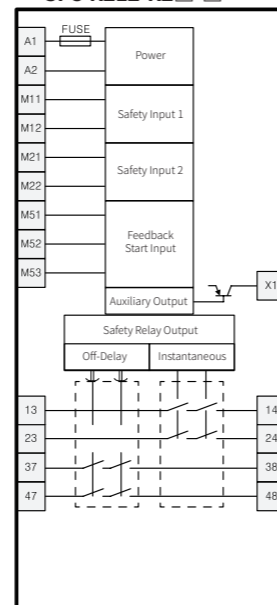 A1
FUSE
Power
A2
M11
Safety Input 1
M12
M21
Safety Input 2
M22
M51
Feedback
Start Input
M52
M53
Auxiliary Output
X1
Safety Relay Output
Off-Delay Instantaneous
13 14
23 24
37 38
47 48